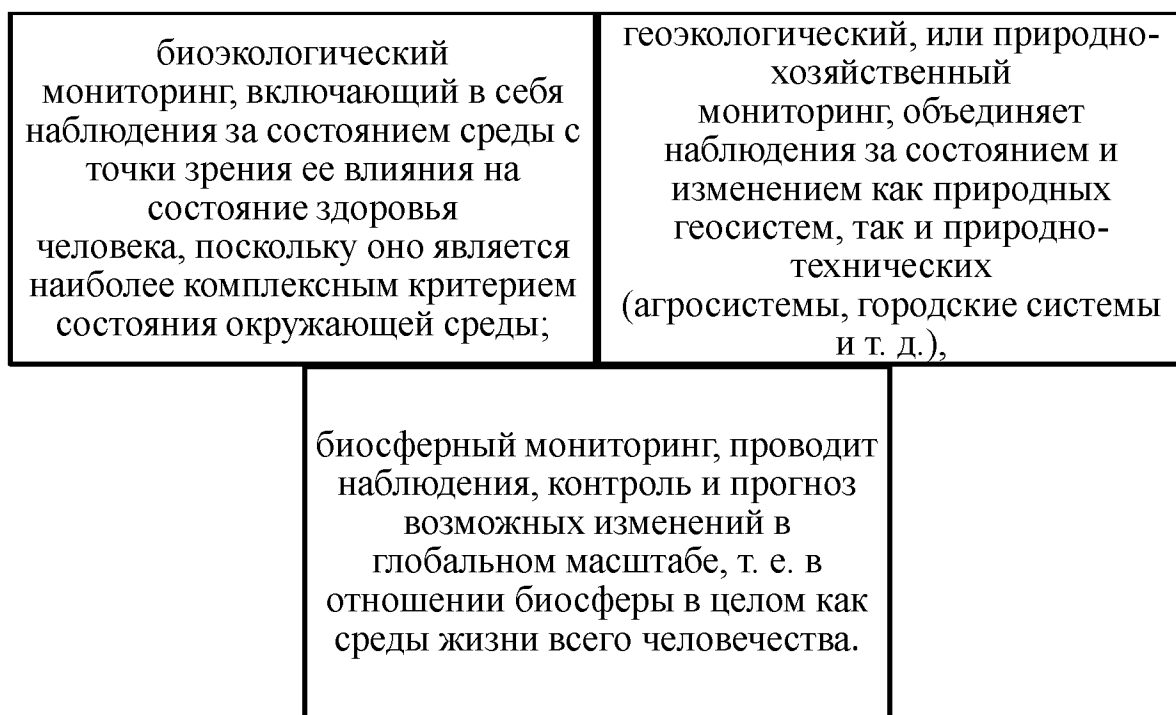 биоэкологический
мониторинг, включающий в себя
наблюдения за состоянием среды с
точки зрения ее влияния на
состояние здоровья
человека, поскольку оно является
наиболее комплексным критерием
состояния окружающей среды;
геоэкологический, или природно-
хозяйственный
мониторинг, объединяет
наблюдения за состоянием и
изменением как природных
геосистем, так и природно-
технических
(агросистемы, городские системы
и т. д.),
биосферный мониторинг, проводит
наблюдения, контроль и прогноз
возможных изменений в
глобальном масштабе, т. е. в
отношении биосферы в целом как
среды жизни всего человечества.